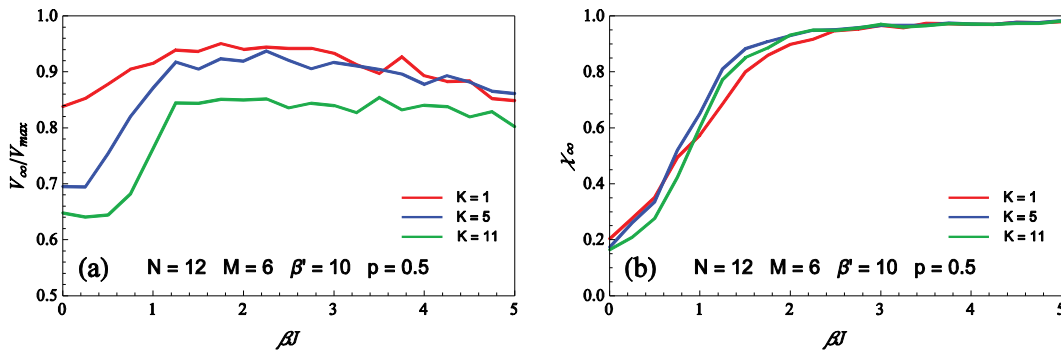 1.0
0.9
0.8
0.7
0.6
0.5
V∞/Vmax
K = 1
K = 5
K = 11
(a) N = 12 M = 6 β' = 10 p = 0.5
0 1 2 3 4 5
βJ
1.0
0.8
0.6
0.4
0.2
0.0
χ∞
K = 1
K = 5
K = 11
(b) N = 12 M = 6 β' = 10 p = 0.5
0 1 2 3 4 5
βJ